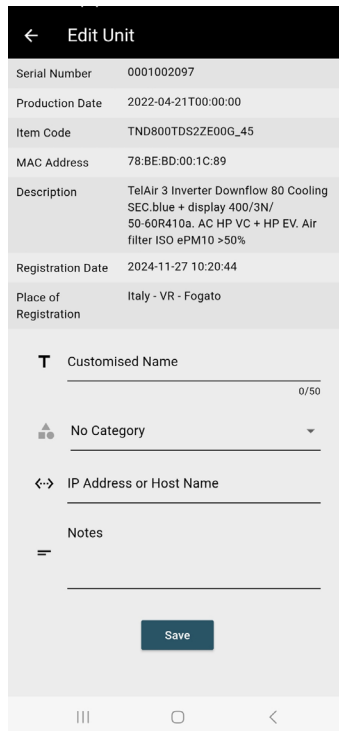 Edit Unit
Serial Number 0001002097
Production Date 2022-04-21T00:00:00
Item Code TND800TDS2ZE00G_45
MAC Address 78:BE:BD:00:1C:89
Description TelAir 3 Inverter Downflow 80 Cooling
SEC.blue + display 400/3N/
50-60R410a. AC HP VC + HP EV. Air
filter ISO ePM10 >50%
Registration Date 2024-11-27 10:20:44
Place of Italy - VR - Fogato
Registration
Customised Name
0/50
No Category
IP Address or Host Name
Notes
Save